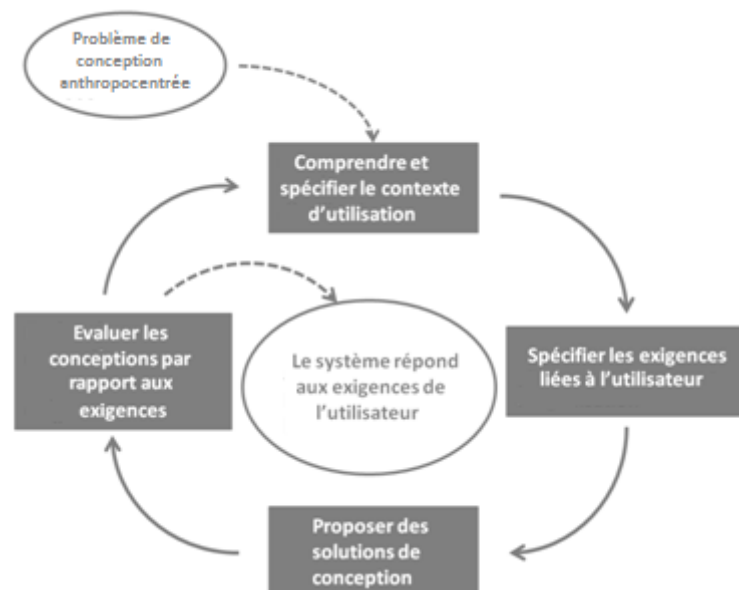 Problème de
conception
anthropocentrée
Comprendre et
spécifier le contexte
d'utilisation
Spécifier les exigences
liées à l'utilisateur
Proposer des
solutions de
conception
Evaluer les
conceptions par
rapport aux
exigences
Le système répond
aux exigences de
l'utilisateur